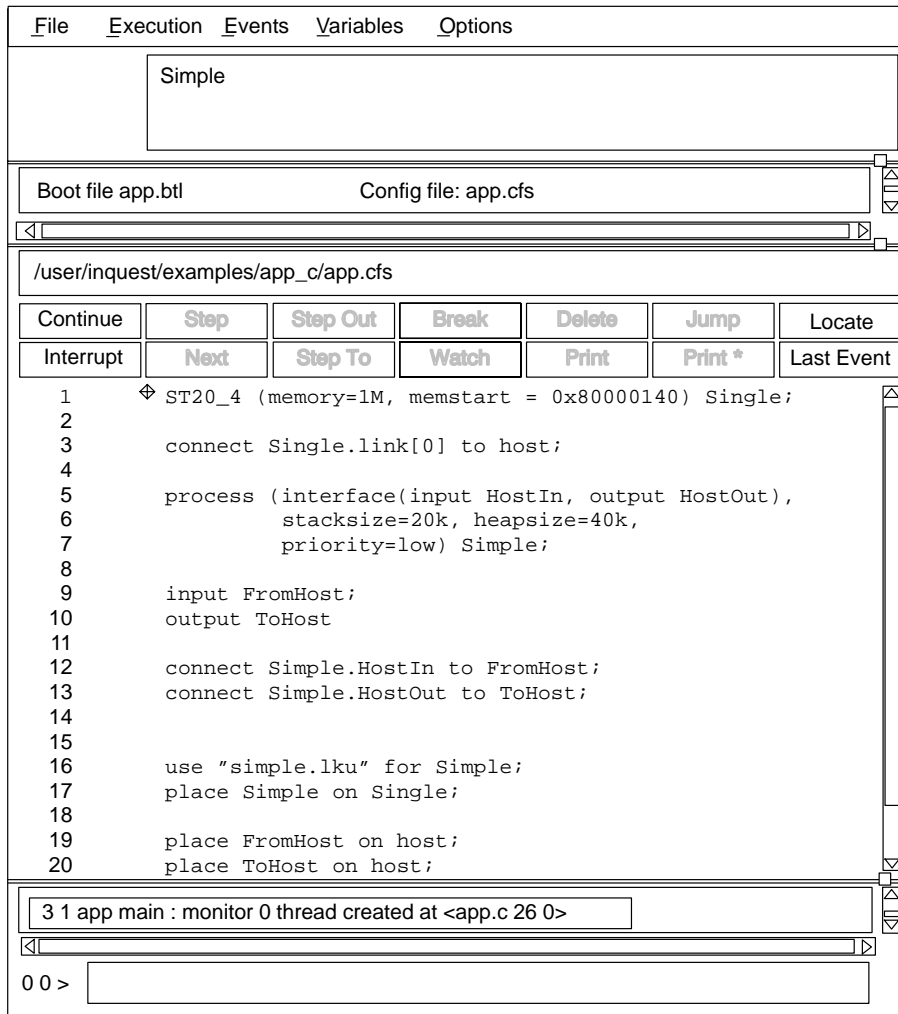 File Execution Events Variables Options
Simple
Boot file app.btl Config file: app.cfs
/user/inquest/examples/app_c/app.cfs
Continue Step Step Out Break Delete Jump Locate
Interrupt Next Step To Watch Print Print * Last Event
1 ST20_4 (memory=1M, memstart = 0x80000140) Single;
2
3 connect Single.link[0] to host;
4
5 process (interface(input HostIn, output HostOut),
6 stacksize=20k, heapsize=40k,
7 priority=low) Simple;
8
9 input FromHost;
10 output ToHost
11
12 connect Simple.HostIn to FromHost;
13 connect Simple.HostOut to ToHost;
14
15
16 use ″simple.lku″ for Simple;
17 place Simple on Single;
18
19 place FromHost on host;
20 place ToHost on host;
3 1 app main : monitor 0 thread created at <app.c 26 0>
0 0 >